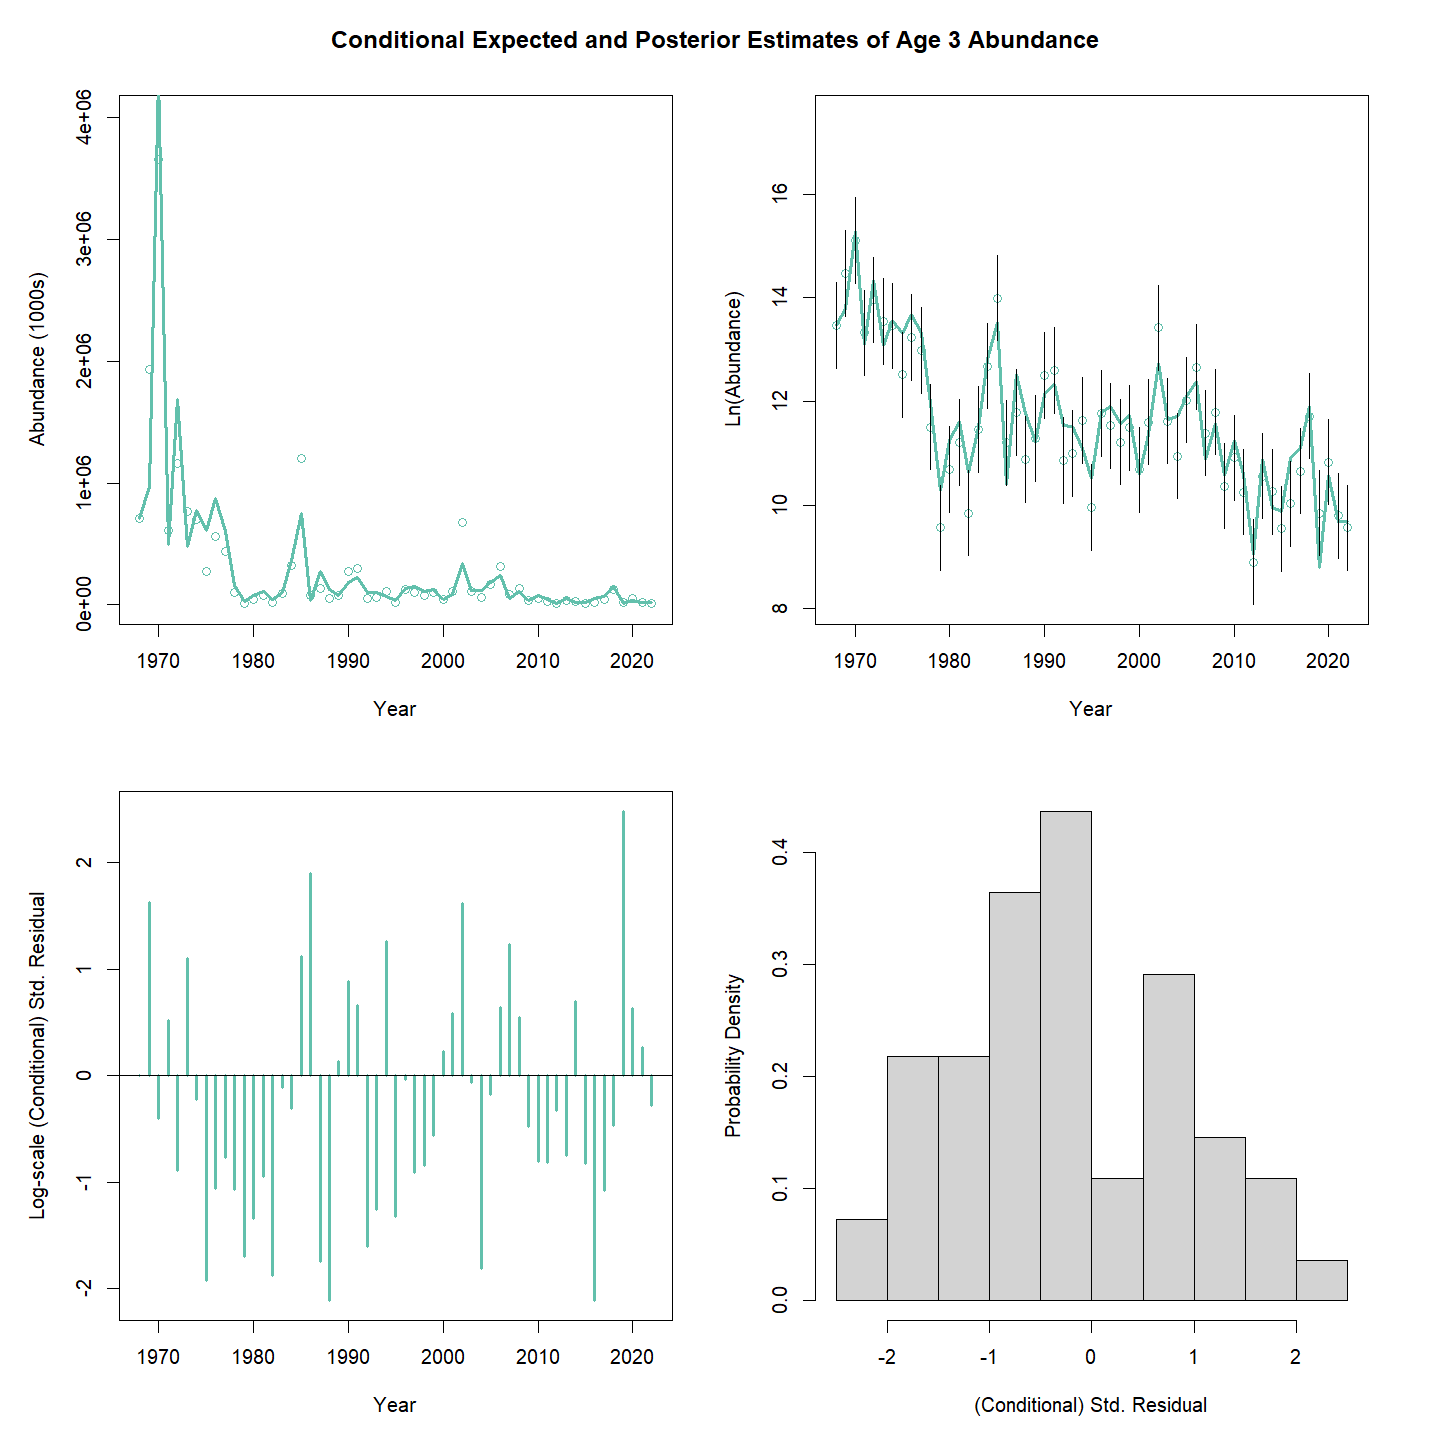 Conditional Expected and Posterior Estimates of Age 3 Abundance
Abundance (1000s)
4e+06
3e+06
2e+06
1e+06
0e+00
1970 1980 1990 2000 2010 2020
Year
Ln(Abundance)
16
14
12
10
8
1970 1980 1990 2000 2010 2020
Year
Log-scale (Conditional) Std. Residual
2
1
0
-1
-2
1970 1980 1990 2000 2010 2020
Year
Probability Density
0.4
0.3
0.2
0.1
0.0
-2 -1 0 1 2
(Conditional) Std. Residual